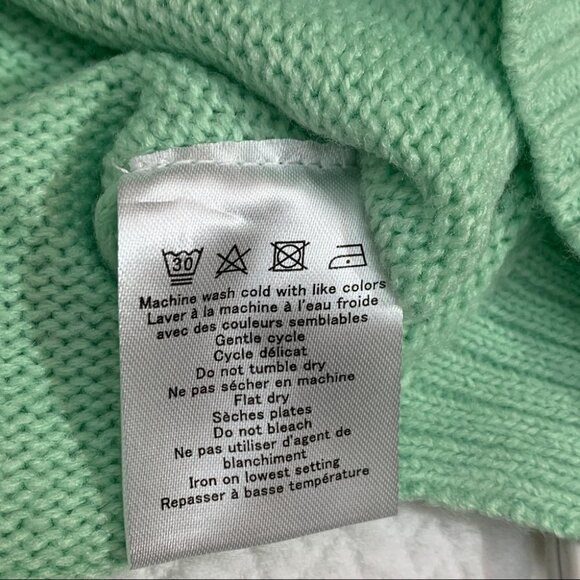 30
Machine wash cold with like colors
Laver à la machine à l'eau froide
avec des couleurs semblables
Gentle cycle
Cycle délicat
Do not tumble dry
Ne pas sécher en machine
Flat dry
Sèches plates
Do not bleach
Ne pas utiliser d'agent de
blanchiment
Iron on lowest setting
Repasser à basse température